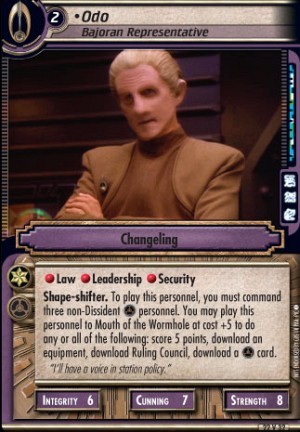 2 •Odo
Bajoran Representative
Changeling
Law Leadership Security
Shape-shifter. To play this personnel, you must command
three non-Dissident personnel. You may play this
personnel to Mouth of the Wormhole at cost +5 to do
any or all of the following: score 5 points, download an
equipment, download Ruling Council, download a card.
"I'll have a voice in station policy."
INTEGRITY 6 CUNNING 7 STRENGTH 8